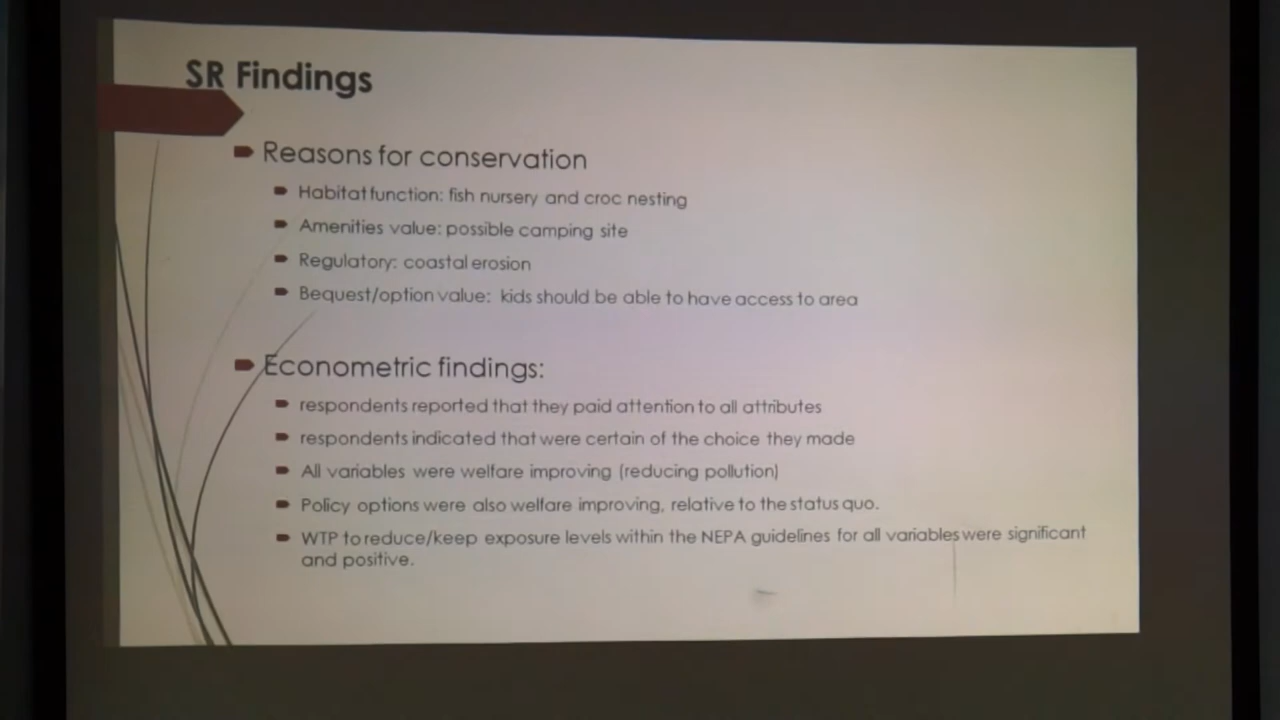 SR Findings
Reasons for conservation
Habitat function: fish nursery and croc nesting
Amenities value: possible camping site
Regulatory: coastal erosion
Bequest/option value: kids should be able to have access to area
Econometric findings:
respondents reported that they paid attention to all attributes
respondents indicated that were certain of the choice they made
All variables were welfare improving (reducing pollution)
Policy options were also welfare improving, relative to the status quo.
WTP to reduce/keep exposure levels within the NEPA guidelines for all variables were significant
and positive.